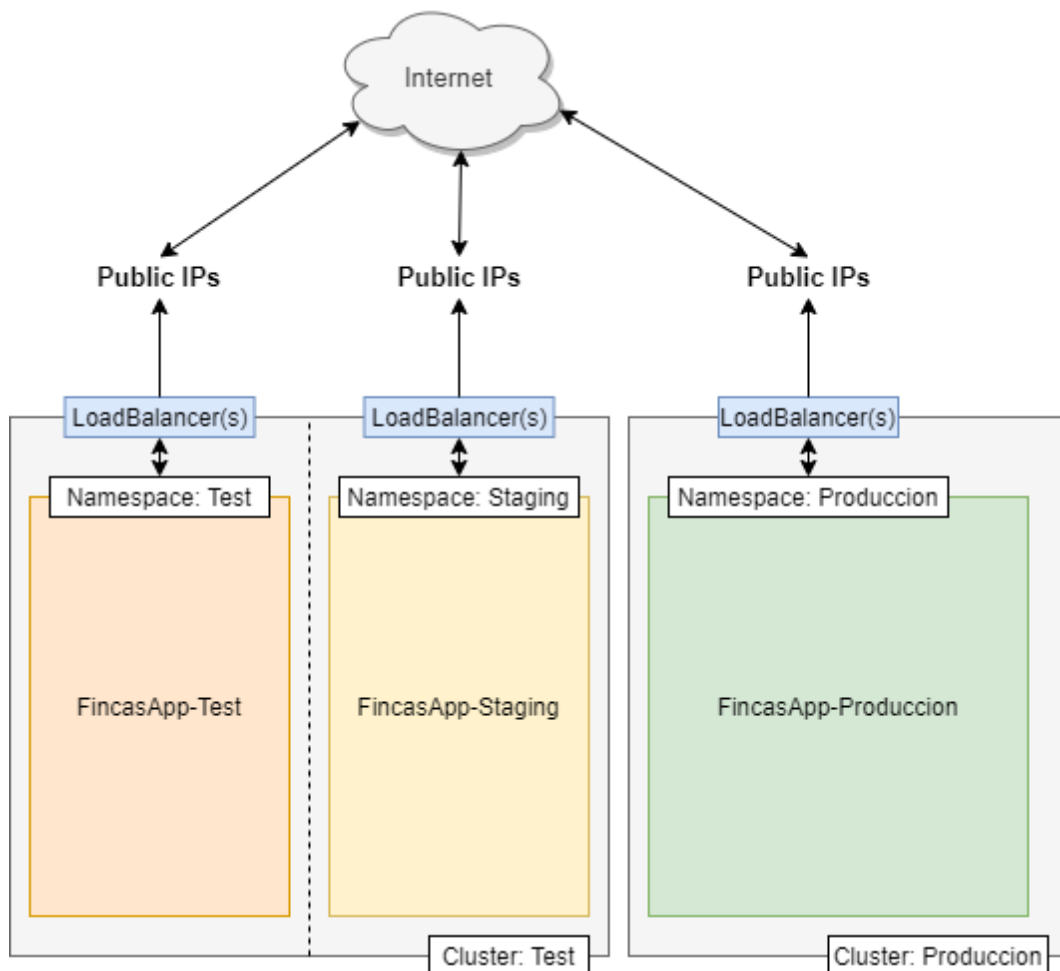 Internet
Public IPs
Public IPs
Public IPs
LoadBalancer(s)
LoadBalancer(s)
LoadBalancer(s)
Namespace: Test
Namespace: Staging
Namespace: Produccion
FincasApp-Test
FincasApp-Staging
FincasApp-Produccion
Cluster: Test
Cluster: Produccion